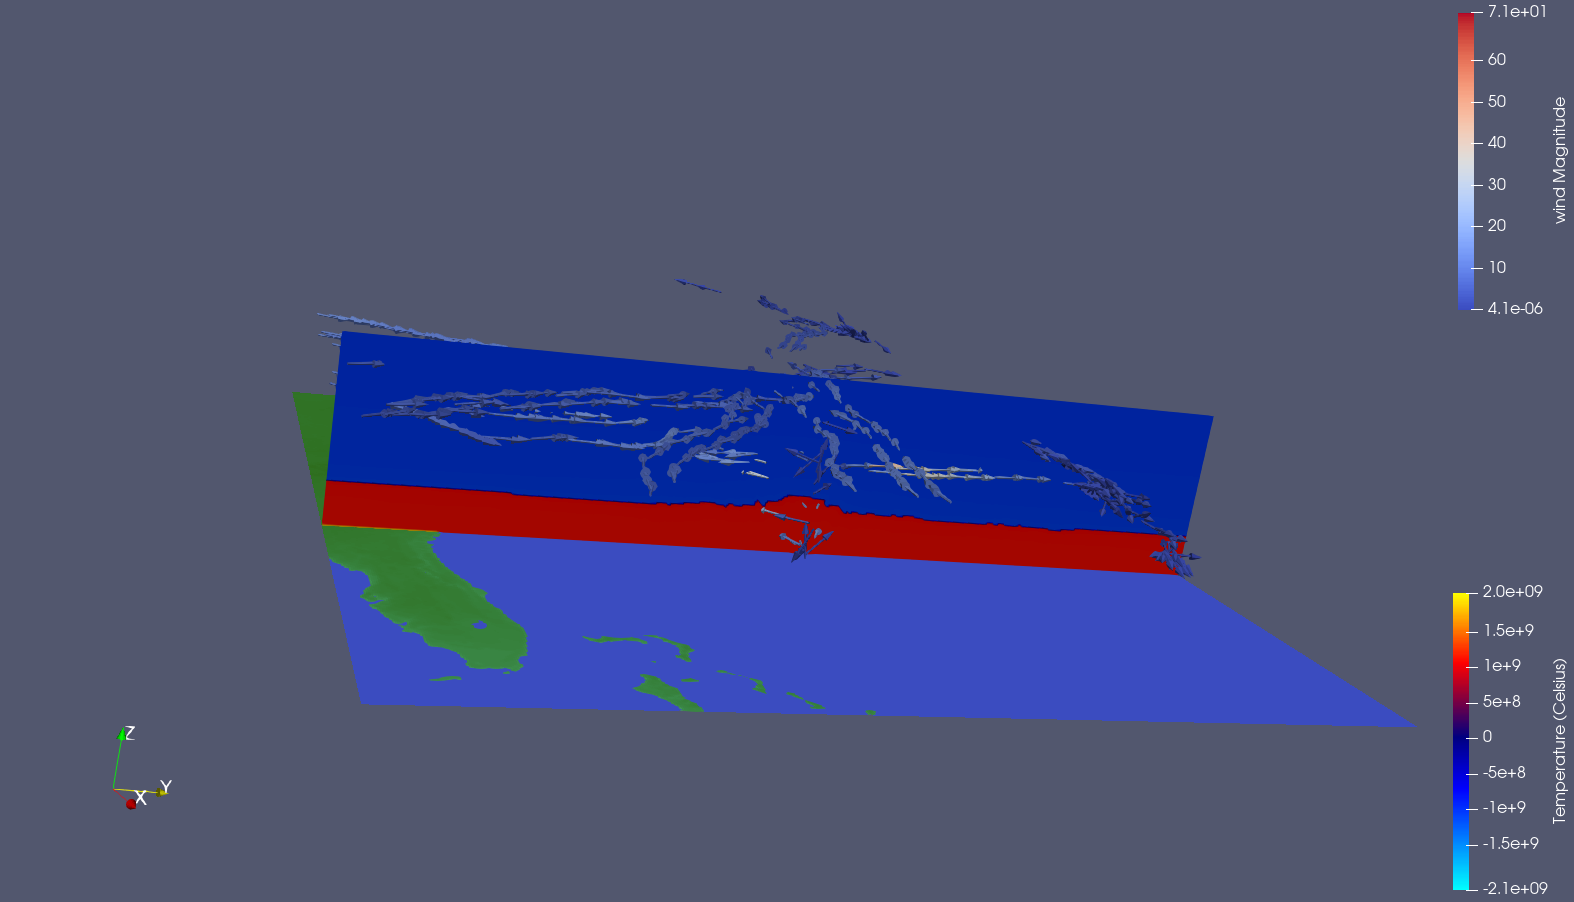 7.1e+01
60
50
40
30
20
10
4.1e-06
wind Magnitude
2.0e+09
1.5e+9
1e+9
5e+8
0
-5e+8
-1e+9
-1.5e+9
-2.1e+09
Temperature (Celsius)
Z
Y
X